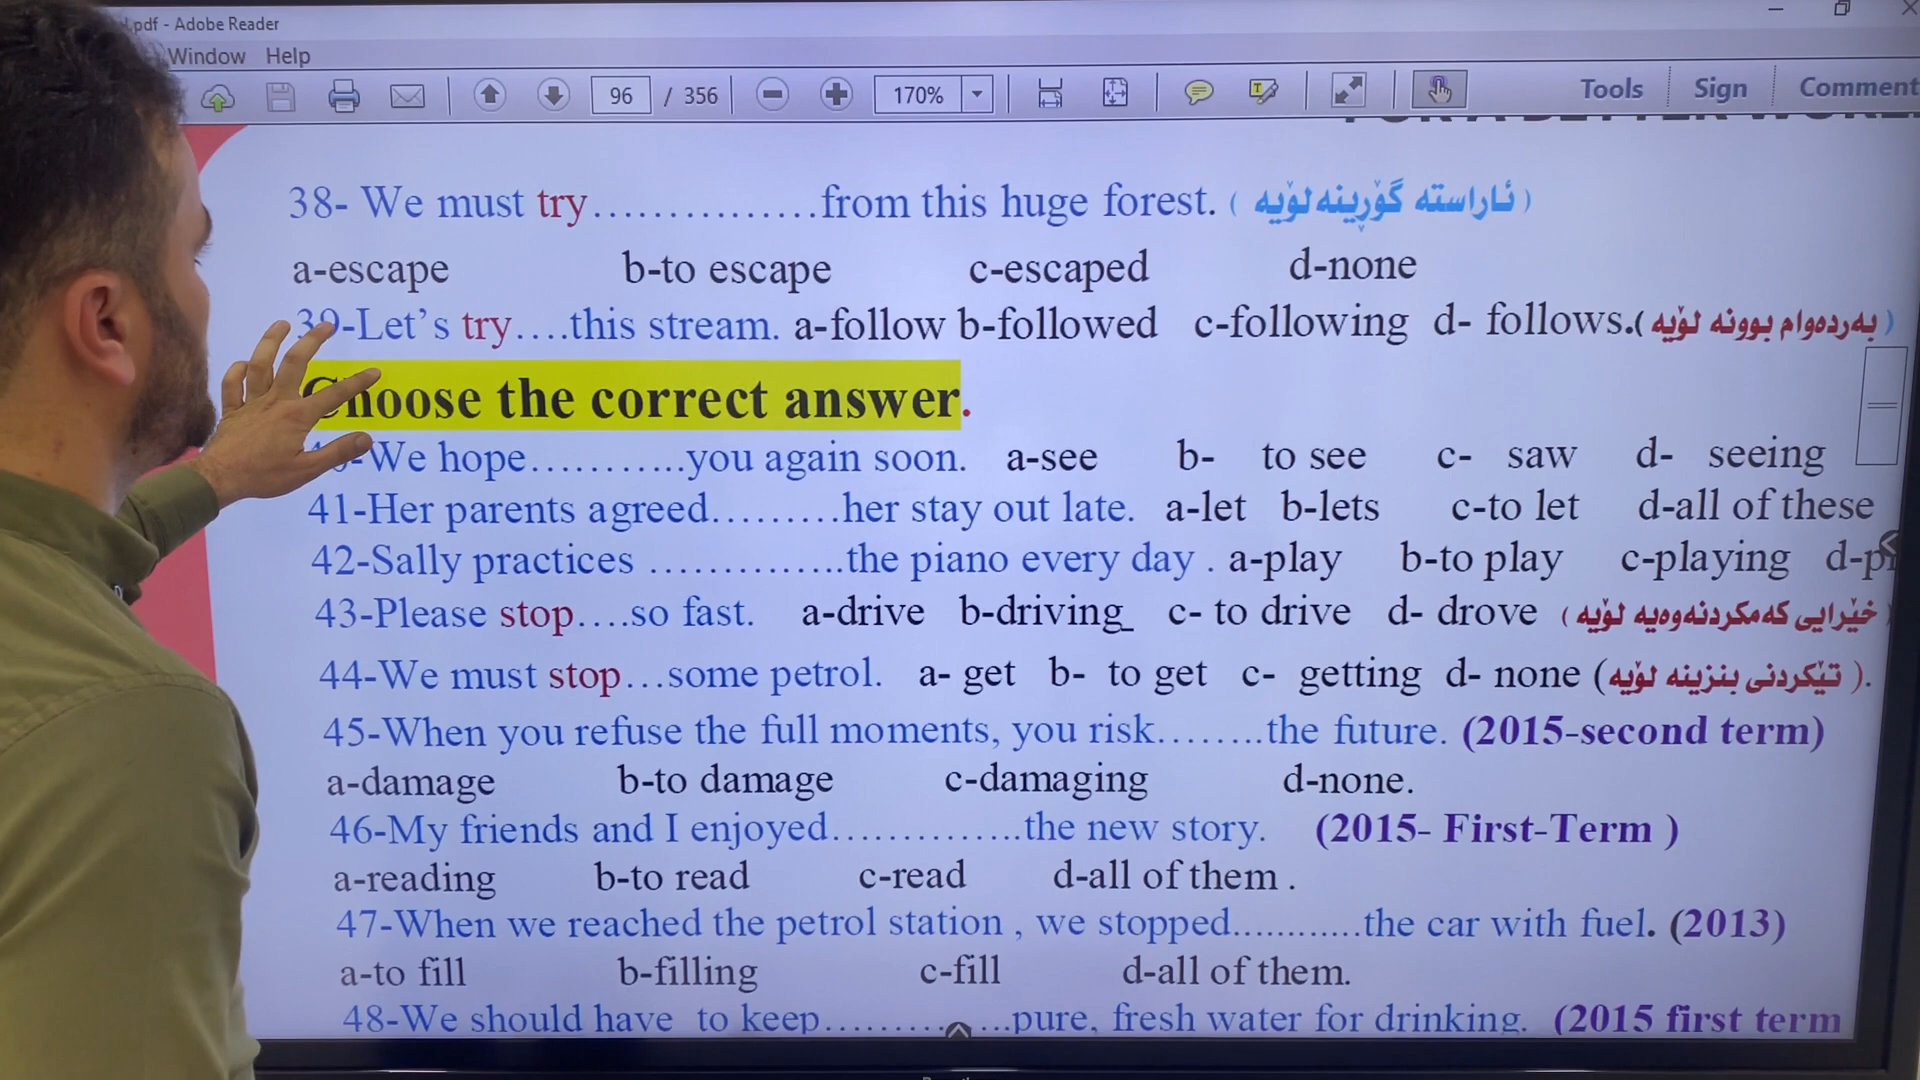 .pdf - Adobe Reader
Window Help
96 / 356 170% Tools Sign Comment
38- We must try...............from this huge forest. ( ئاراستە گۆڕینە لۆیە )
a-escape b-to escape c-escaped d-none
39-Let's try....this stream. a-follow b-followed c-following d- follows.( بەردەوام بوونە لۆیە )
Choose the correct answer.
-We hope...........you again soon. a-see b- to see c- saw d- seeing
41-Her parents agreed.........her stay out late. a-let b-lets c-to let d-all of these
42-Sally practices ..............the piano every day . a-play b-to play c-playing
43-Please stop....so fast. a-drive b-driving_ c- to drive d- drove ( خێرایی کەمکردنەوەیە لۆیە
44-We must stop...some petrol. a- get b- to get c- getting d- none ( تێکردنی بنزینە لۆیە ).
45-When you refuse the full moments, you risk........the future. (2015-second term)
a-damage b-to damage c-damaging d-none.
46-My friends and I enjoyed..............the new story. (2015- First-Term )
a-reading b-to read c-read d-all of them .
47-When we reached the petrol station , we stopped............the car with fuel. (2013)
a-to fill b-filling c-fill d-all of them.
48-We should have to keep............pure, fresh water for drinking. (2015 first term